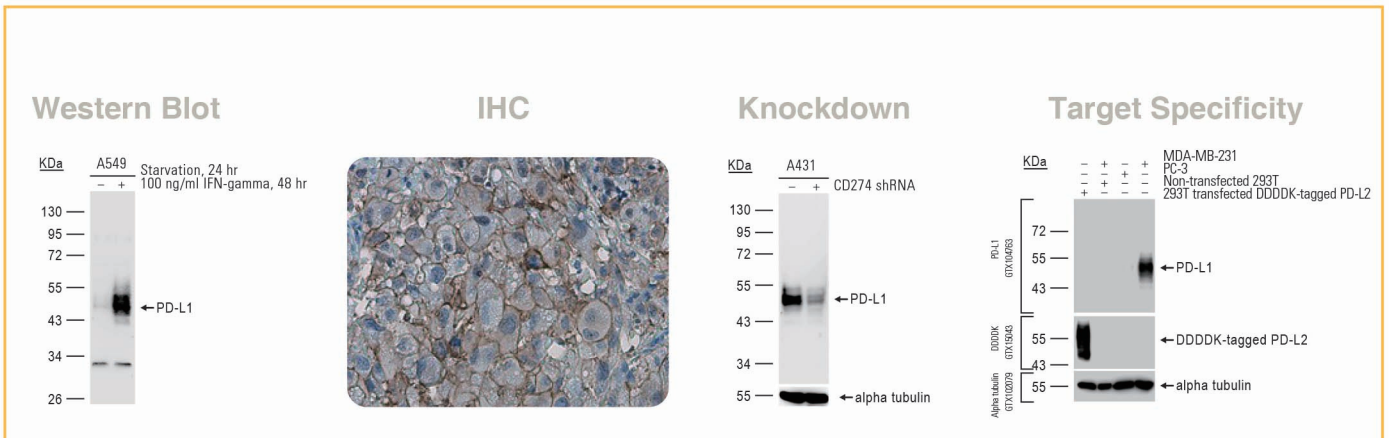 Western Blot
KDa
A549
Starvation, 24 hr
– + 100 ng/ml IFN-gamma, 48 hr
130
95
72
55
43
34
26
PD-L1
IHC
Knockdown
KDa
A431
– + CD274 shRNA
130
95
72
55
43
34
55
PD-L1
alpha tubulin
Target Specificity
KDa
– – – + MDA-MB-231
– – + – PC-3
– + – – Non-transfected 293T
+ – – – 293T transfected DDDDK-tagged PD-L2
PD-L1
GTX104763
72
55
43
PD-L1
DDDDK
GTX15043
55
43
DDDDK-tagged PD-L2
Alpha tubulin
GTX102079
55
alpha tubulin